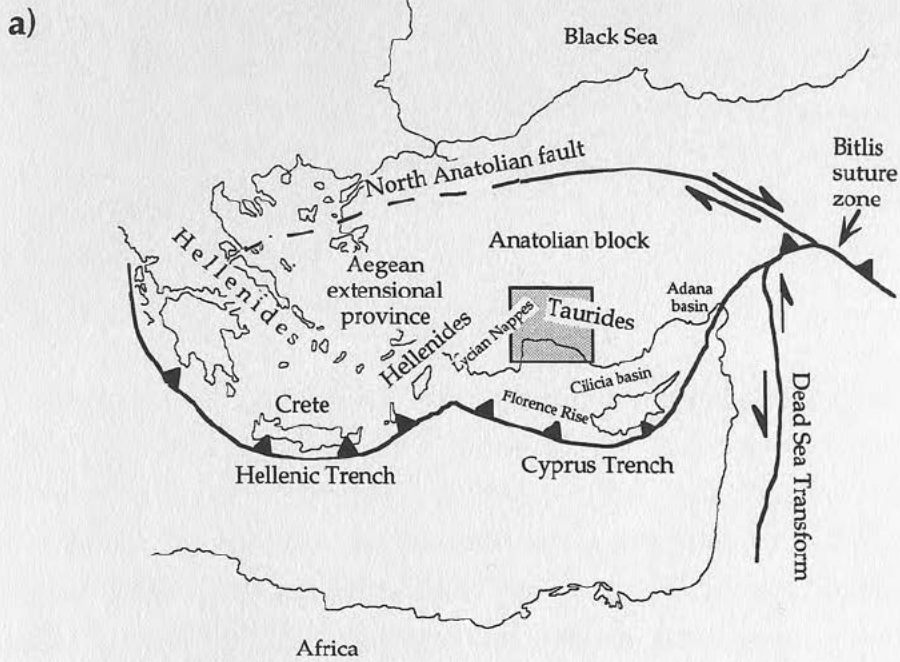 a)
Black Sea
North Anatolian fault
Bitlis
suture
zone
Anatolian block
Hellenides
Aegean
extensional
province
Adana
basin
Taurides
ycian Nappes
Hellenides
Cilicia basin
Florence Rise
Crete
Hellenic Trench
Cyprus Trench
Dead Sea Transform
Africa